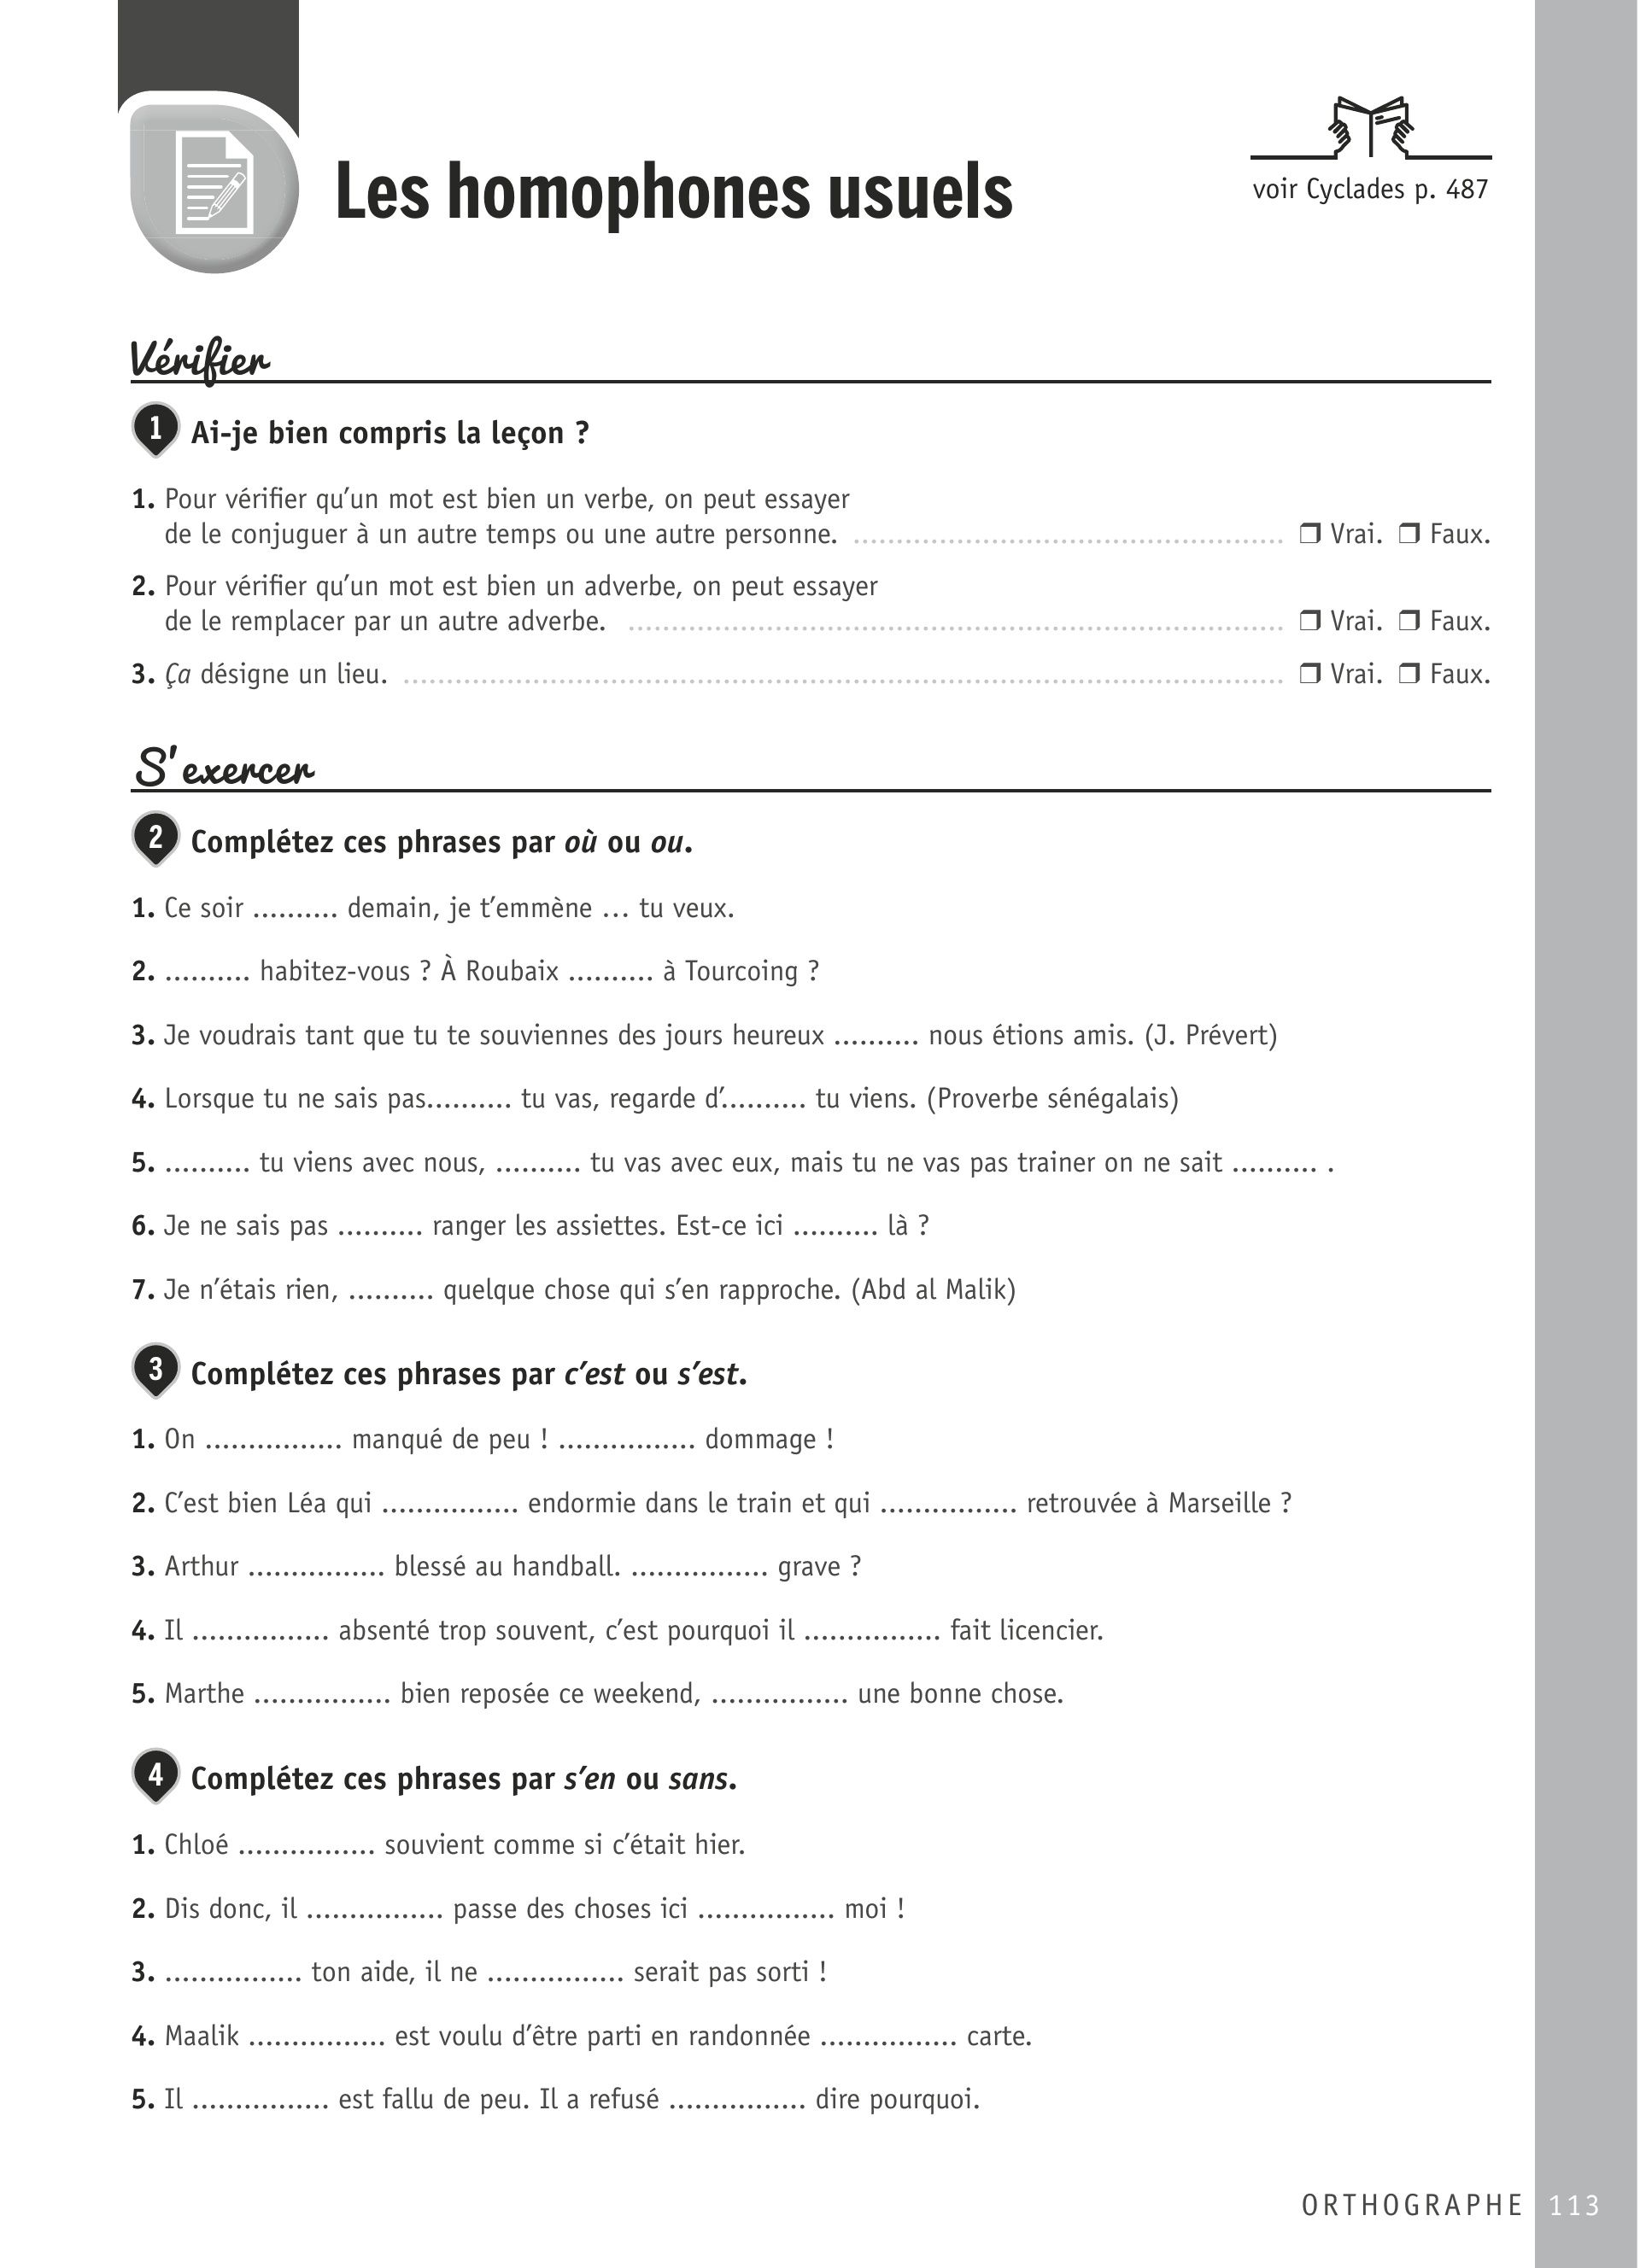 Les homophones usuels
voir Cyclades p. 487
Vérifier
1 Ai-je bien compris la leçon ?
1. Pour vérifier qu’un mot est bien un verbe, on peut essayer
de le conjuguer à un autre temps ou une autre personne. .................................................. ❒ Vrai. ❒ Faux.
2. Pour vérifier qu’un mot est bien un adverbe, on peut essayer
de le remplacer par un autre adverbe. ............................................................................ ❒ Vrai. ❒ Faux.
3. Ça désigne un lieu. ...................................................................................................... ❒ Vrai. ❒ Faux.
S’exercer
2 Complétez ces phrases par où ou ou.
1. Ce soir .......... demain, je t’emmène … tu veux.
2. .......... habitez-vous ? À Roubaix .......... à Tourcoing ?
3. Je voudrais tant que tu te souviennes des jours heureux .......... nous étions amis. (J. Prévert)
4. Lorsque tu ne sais pas.......... tu vas, regarde d’.......... tu viens. (Proverbe sénégalais)
5. .......... tu viens avec nous, .......... tu vas avec eux, mais tu ne vas pas trainer on ne sait .......... .
6. Je ne sais pas .......... ranger les assiettes. Est-ce ici .......... là ?
7. Je n’étais rien, .......... quelque chose qui s’en rapproche. (Abd al Malik)
3 Complétez ces phrases par c’est ou s’est.
1. On ................ manqué de peu ! ................ dommage !
2. C’est bien Léa qui ................ endormie dans le train et qui ................ retrouvée à Marseille ?
3. Arthur ................ blessé au handball. ................ grave ?
4. Il ................ absenté trop souvent, c’est pourquoi il ................ fait licencier.
5. Marthe ................ bien reposée ce weekend, ................ une bonne chose.
4 Complétez ces phrases par s’en ou sans.
1. Chloé ................ souvient comme si c’était hier.
2. Dis donc, il ................ passe des choses ici ................ moi !
3. ................ ton aide, il ne ................ serait pas sorti !
4. Maalik ................ est voulu d’être parti en randonnée ................ carte.
5. Il ................ est fallu de peu. Il a refusé ................ dire pourquoi.
ORTHOGRAPHE 113